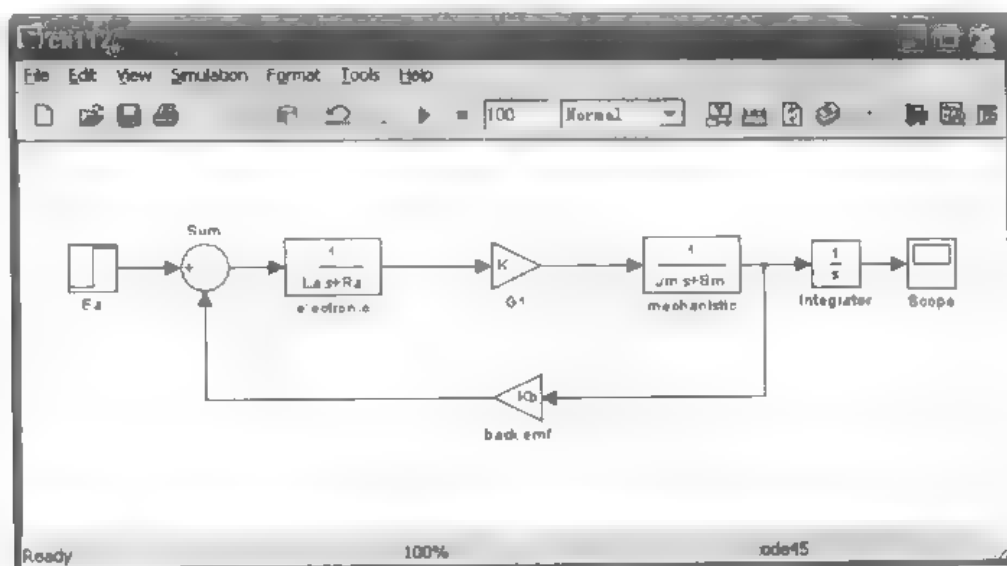 File Edit View Simulation Format Tools Help
100 Normal
Sum
+
Ea
1
La s+Ra
electronic
K
G1
1
Jm s+Bm
mechanistic
1
s
Integrator
Scope
Kb
back emf
Ready 100% ode45